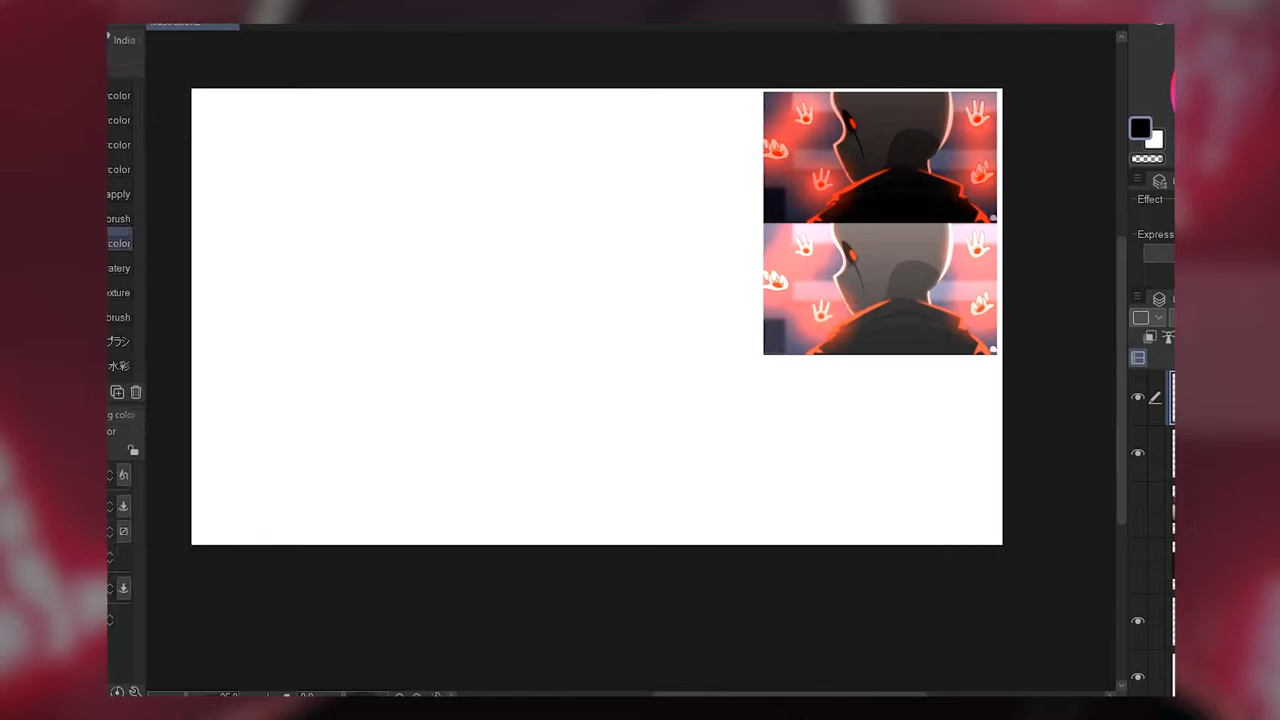 India
color
color
color
color
apply
brush
color
atery
exture
brush
ブラシ
水彩
g color
or
Effect
Express